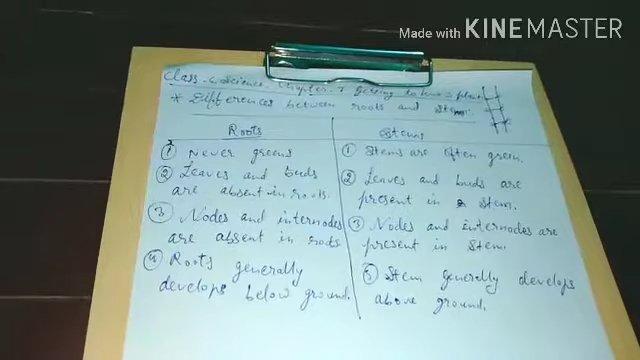 Made with KINEMASTER
Class - 6 Science. Chapter - 7 Getting to know plant
* Differences between roots and stem.
Roots
① Never green
② Leaves and buds
are absent in roots.
③ Nodes and internodes
are absent in roots
④ Roots generally
develops below ground.
Stems
① Stems are often green.
② Leaves and buds are
present in stem.
③ Nodes and internodes are
present in stem.
⑤ Stem generally develops
above ground.